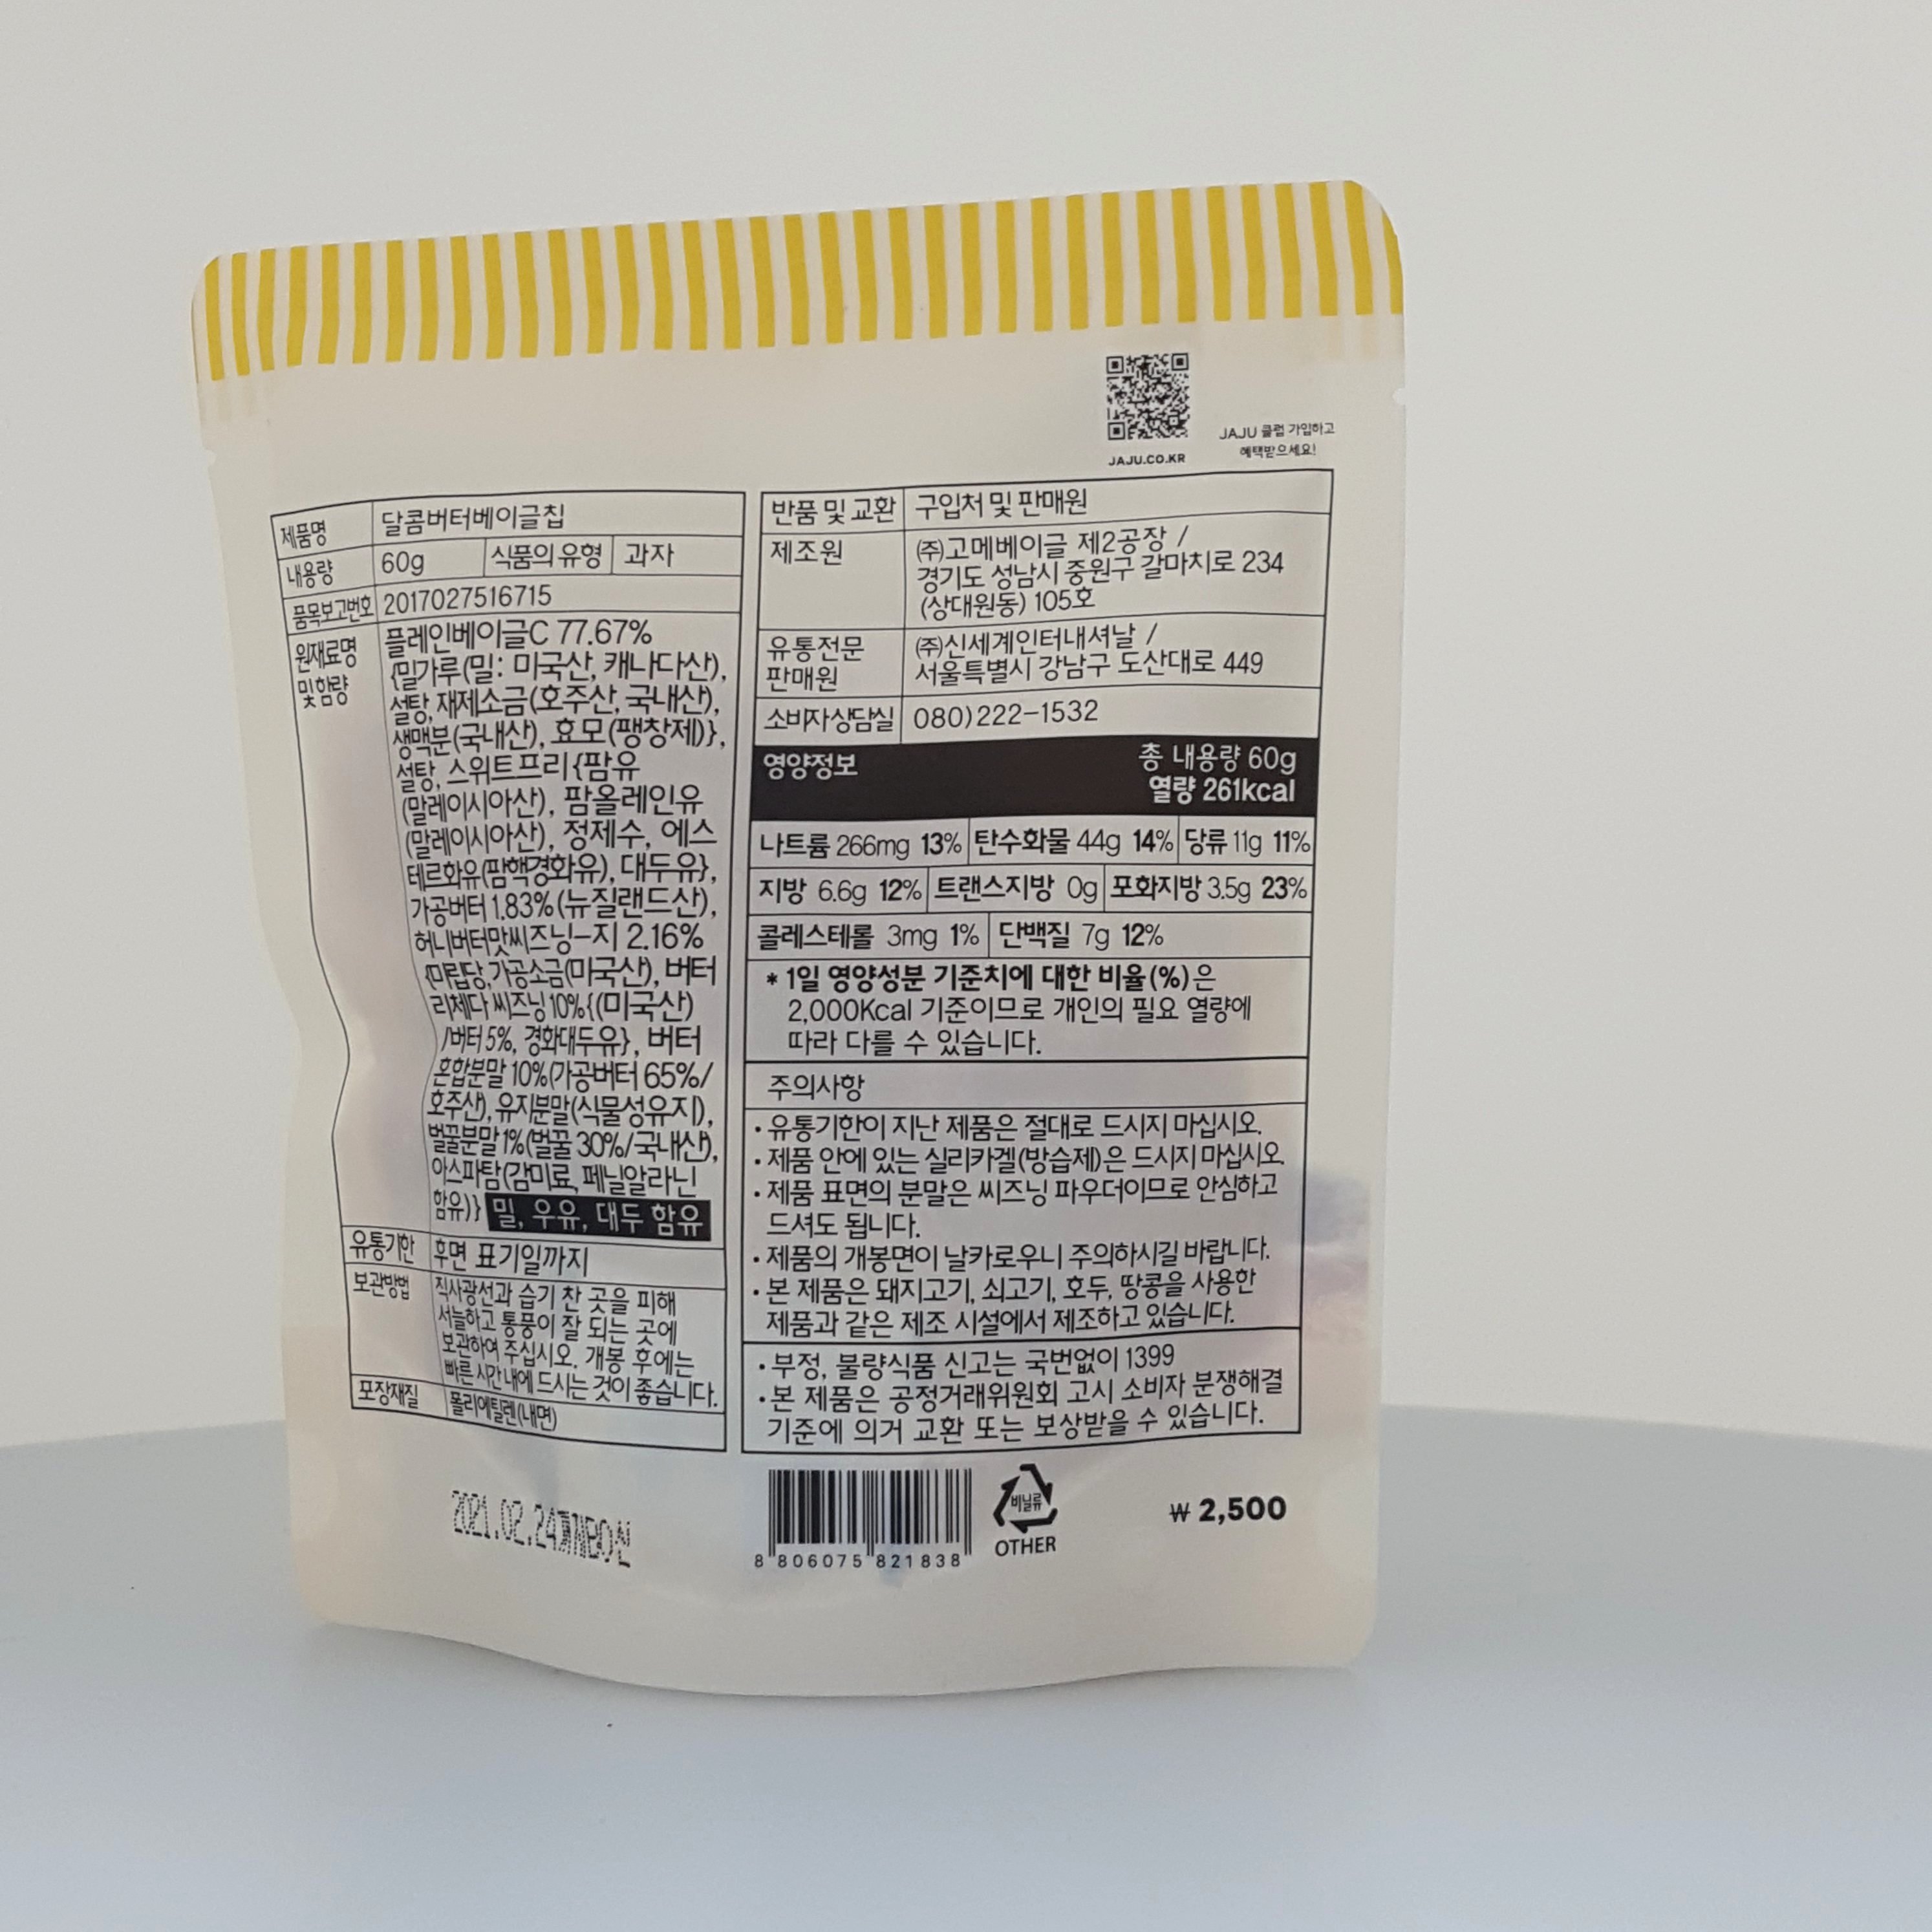 JAJU.CO.KR
JAJU 클럽 가입하고
혜택받으세요!
제품명 달콤버터베이글칩
내용량 60g 식품의 유형 과자
품목보고번호 2017027516715
원재료명 및 함량
플레인베이글C 77.67%
{밀가루(밀: 미국산, 캐나다산),
설탕, 재제소금(호주산, 국내산),
생맥분(국내산), 효모(팽창제)},
설탕, 스위트프리{팜유
(말레이시아산), 팜올레인유
(말레이시아산), 정제수, 에스
테르화유(팜핵경화유), 대두유},
가공버터 1.83%(뉴질랜드산),
허니버터맛씨즈닝-지 2.16%
{미립당, 가공소금(미국산), 버터
리체다 씨즈닝 10%{(미국산)
/버터 5%, 경화대두유}, 버터
혼합분말 10%(가공버터 65%/
호주산), 유지분말(식물성유지),
벌꿀분말 1%(벌꿀 30%/국내산),
아스파탐(감미료, 페닐알라닌
함유)} 밀, 우유, 대두 함유
유통기한 후면 표기일까지
보관방법 직사광선과 습기 찬 곳을 피해
서늘하고 통풍이 잘 되는 곳에
보관하여 주십시오. 개봉 후에는
빠른 시간 내에 드시는 것이 좋습니다.
포장재질 폴리에틸렌(내면)
2021.02.24
반품 및 교환 구입처 및 판매원
제조원 ㈜고메베이글 제2공장 /
경기도 성남시 중원구 갈마치로 234
(상대원동) 105호
유통전문 ㈜신세계인터내셔날 /
판매원 서울특별시 강남구 도산대로 449
소비자상담실 080)222-1532
영양정보 총 내용량 60g
열량 261kcal
나트륨 266mg 13% 탄수화물 44g 14% 당류 11g 11%
지방 6.6g 12% 트랜스지방 0g 포화지방 3.5g 23%
콜레스테롤 3mg 1% 단백질 7g 12%
* 1일 영양성분 기준치에 대한 비율(%)은
2,000Kcal 기준이므로 개인의 필요 열량에
따라 다를 수 있습니다.
주의사항
· 유통기한이 지난 제품은 절대로 드시지 마십시오.
· 제품 안에 있는 실리카겔(방습제)은 드시지 마십시오.
· 제품 표면의 분말은 씨즈닝 파우더이므로 안심하고
드셔도 됩니다.
· 제품의 개봉면이 날카로우니 주의하시길 바랍니다.
· 본 제품은 돼지고기, 쇠고기, 호두, 땅콩을 사용한
제품과 같은 제조 시설에서 제조하고 있습니다.
· 부정, 불량식품 신고는 국번없이 1399
· 본 제품은 공정거래위원회 고시 소비자 분쟁해결
기준에 의거 교환 또는 보상받을 수 있습니다.
8 806075 821838
비닐류
OTHER
₩ 2,500